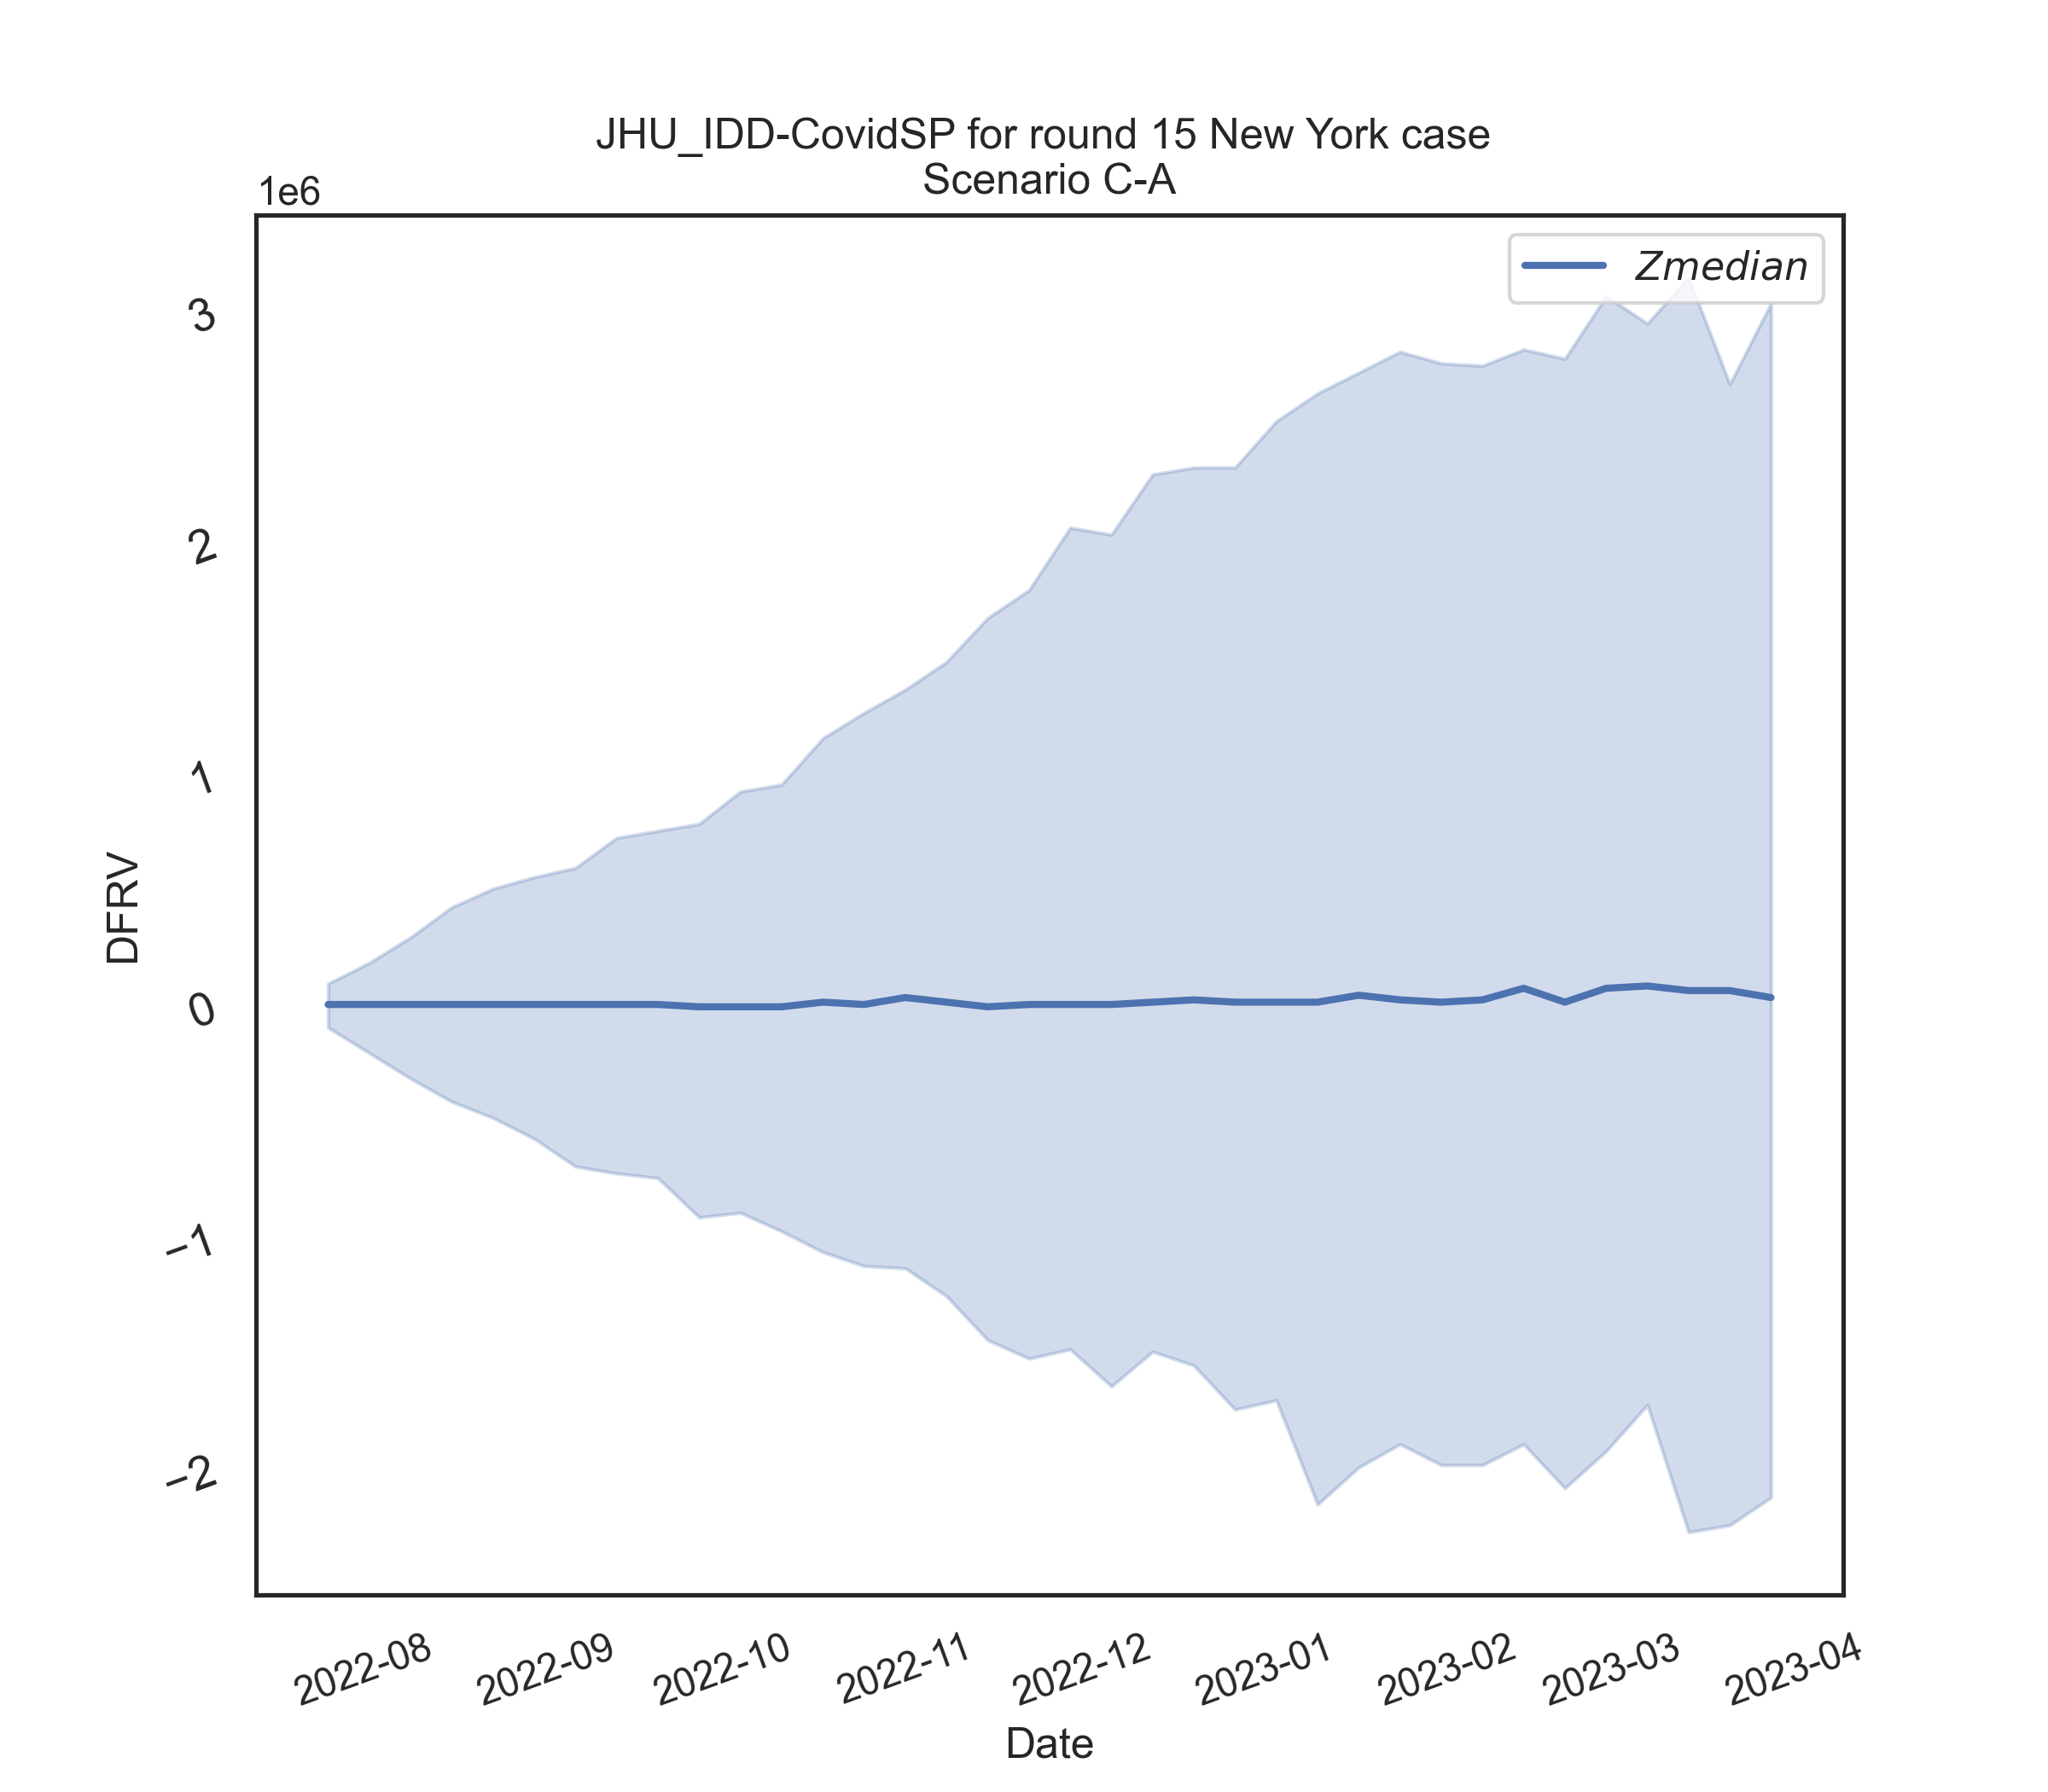 JHU_IDD-CovidSP for round 15 New York case
Scenario C-A
1e6
Zmedian
3
2
1
0
-1
-2
DFRV
2022-08
2022-09
2022-10
2022-11
2022-12
2023-01
2023-02
2023-03
2023-04
Date